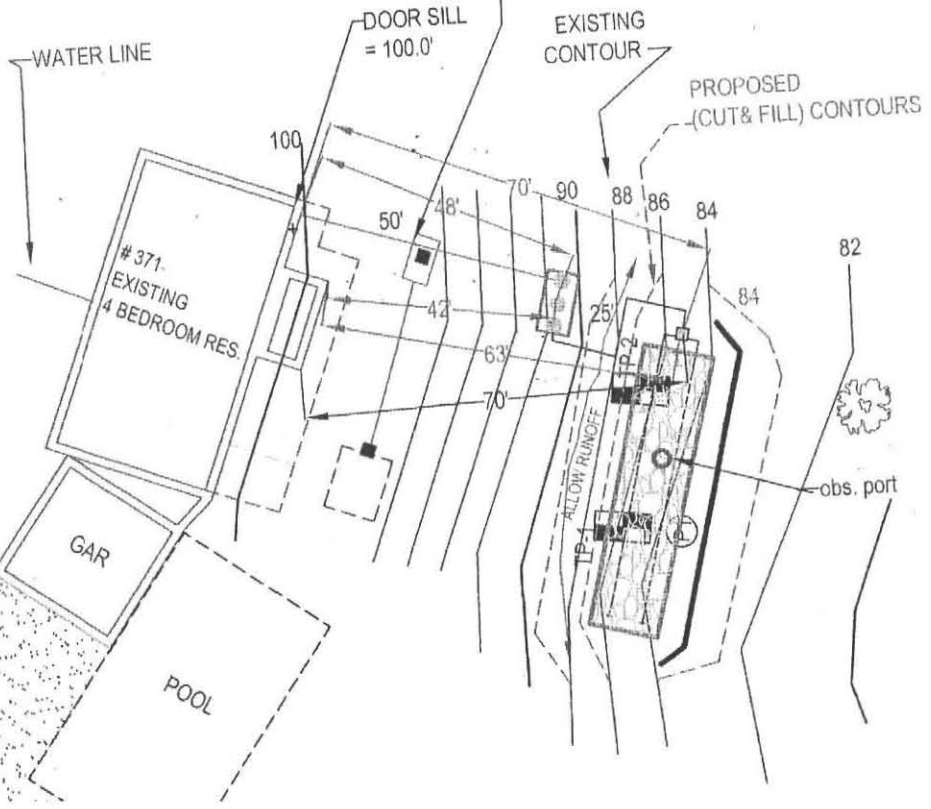 DOOR SILL
= 100.0'
EXISTING
CONTOUR
WATER LINE
PROPOSED
(CUT& FILL) CONTOURS
100
70'
90
88
86
84
82
48'
50'
# 371
EXISTING
4 BEDROOM RES.
42'
25'
84
63'
TP 2
70'
ALLOW RUNOFF
obs. port
TP 1
P
GAR
POOL